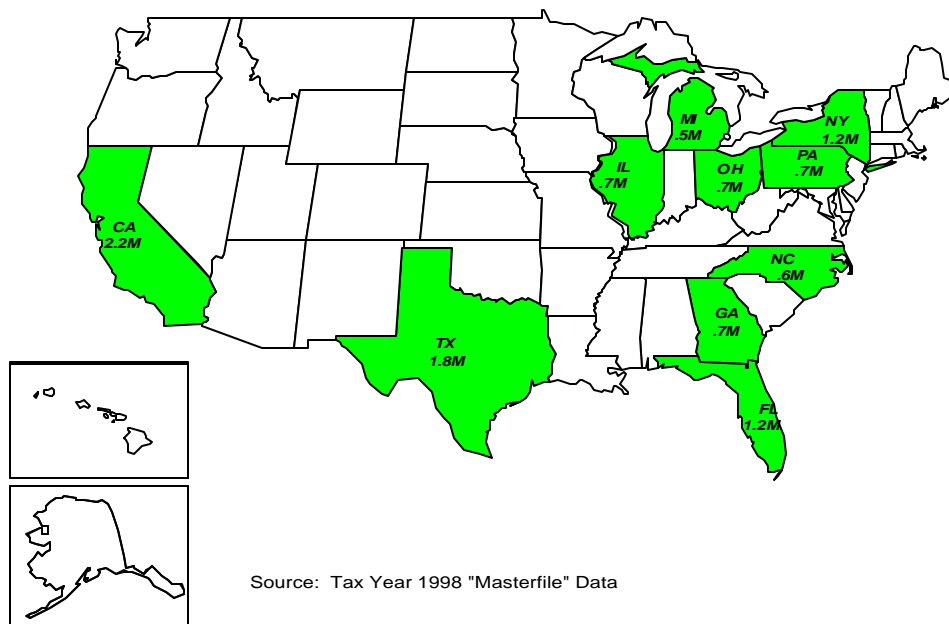 MI
.5M
NY
1.2M
PA
.7M
IL
.7M
OH
.7M
CA
2.2M
NC
.6M
GA
.7M
TX
1.8M
FL
1.2M
Source: Tax Year 1998 "Masterfile" Data